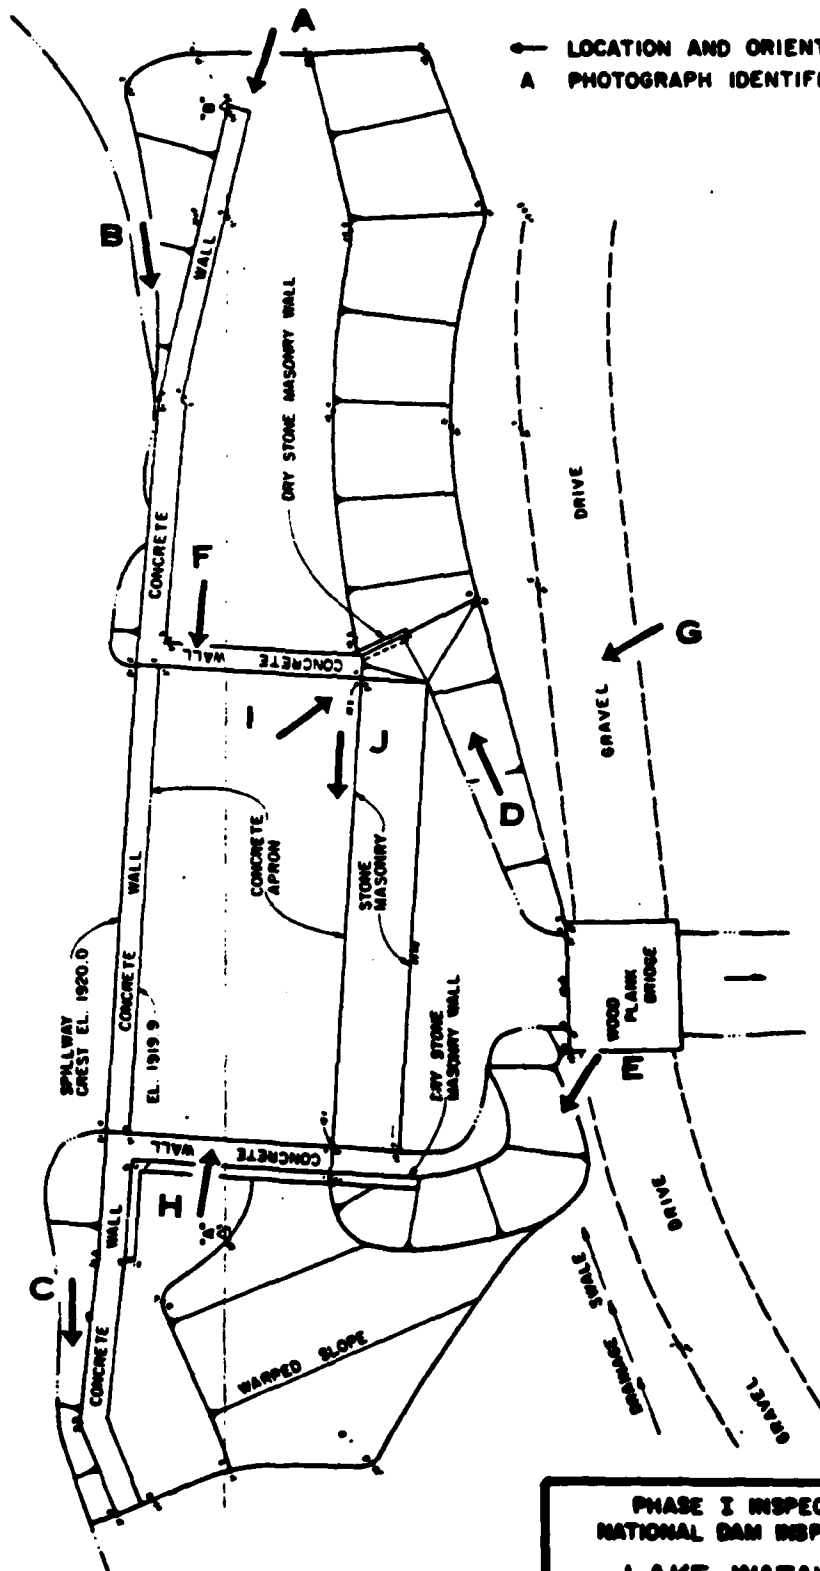 A
← LOCATION AND ORIENT
A PHOTOGRAPH IDENTIFI
B
WALL
DRY STONE MASONRY WALL
CONCRETE
F
DRIVE
CONCRETE WALL
G
GRAVEL
I
J
D
WALL
CONCRETE
APRON
STONE
MASONRY
SPILLWAY
CREST EL. 1920.0
CONCRETE
EL. 1919.9
WOOD
PLANK
BRIDGE
DRY STONE
MASONRY WALL
E
CONCRETE WALL
H
WALL
C
CONCRETE
WARPED SLOPE
DRIVE
DRAINAGE SWALE
GRAVEL
PHASE I INSPEC
NATIONAL DAM INSP